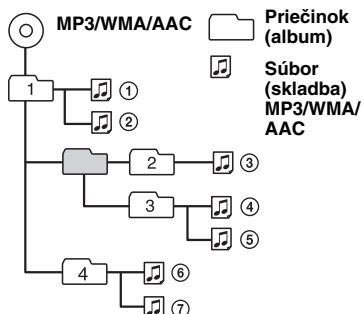 MP3/WMA/AAC
Priečinok
(album)
Súbor
(skladba)
MP3/WMA/
AAC
1
①
②
2
③
3
④
⑤
4
⑥
⑦